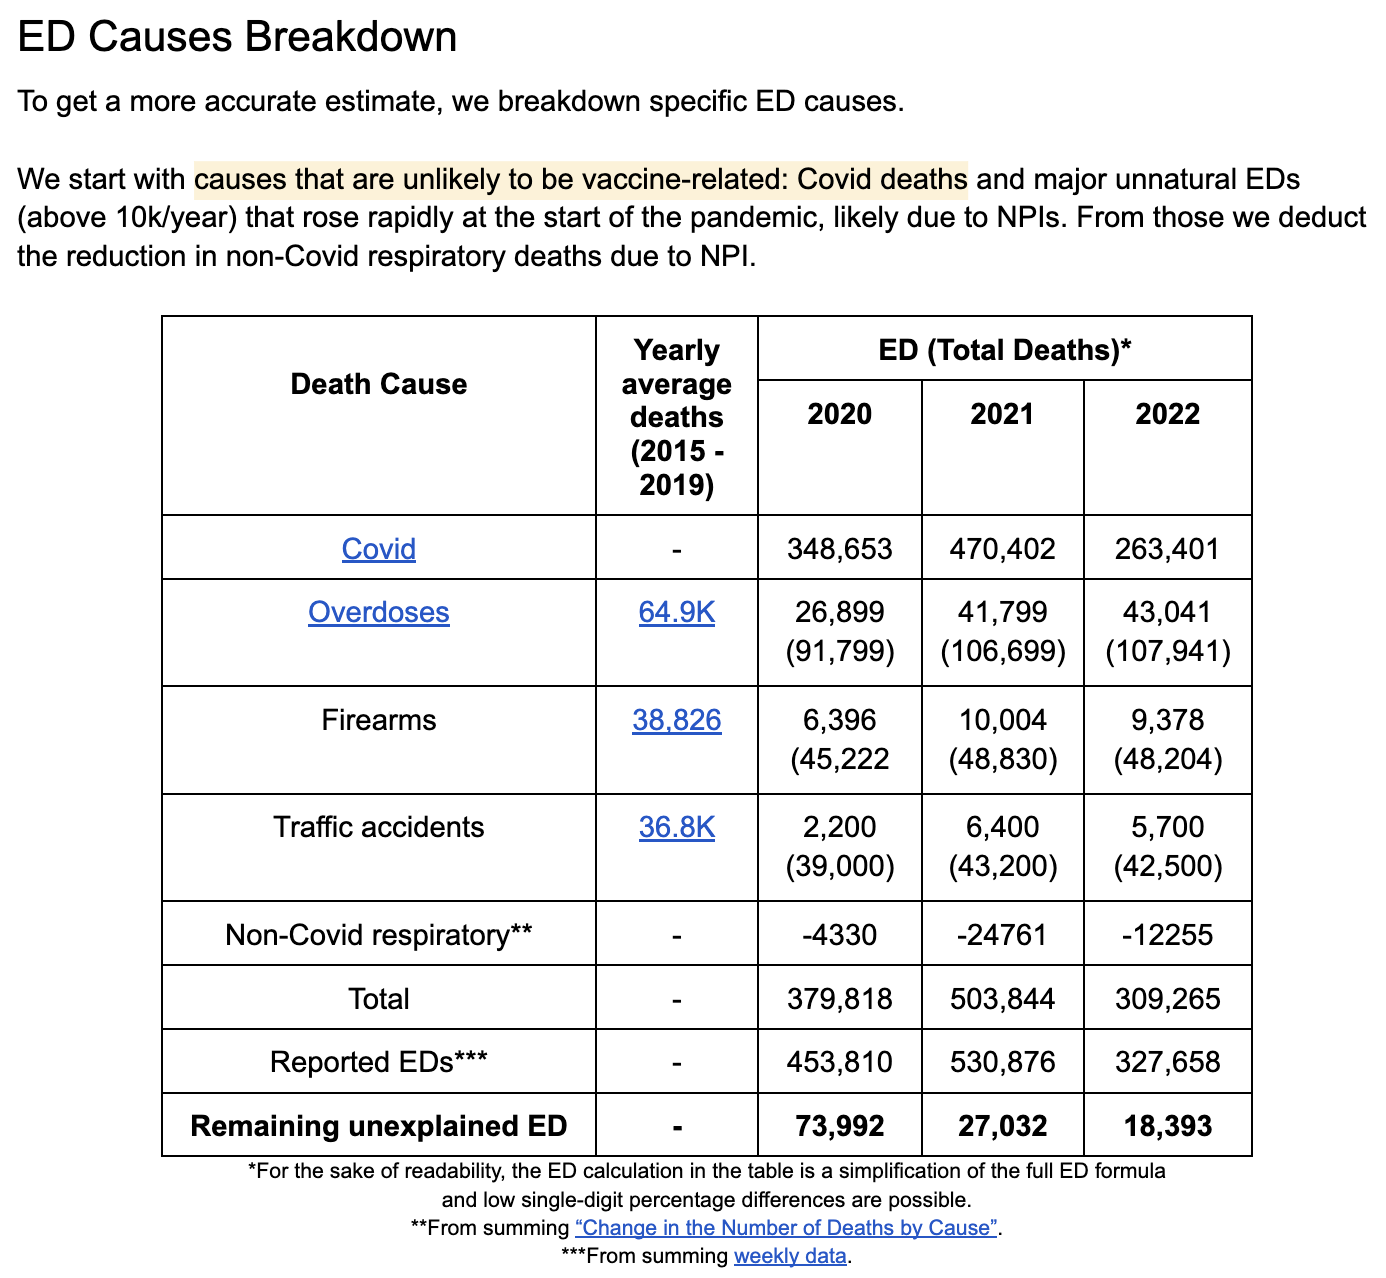 ED Causes Breakdown
To get a more accurate estimate, we breakdown specific ED causes.
We start with causes that are unlikely to be vaccine-related: Covid deaths and major unnatural EDs
(above 10k/year) that rose rapidly at the start of the pandemic, likely due to NPIs. From those we deduct
the reduction in non-Covid respiratory deaths due to NPI.
Death Cause
Yearly
average
deaths
(2015 -
2019)
ED (Total Deaths)*
2020 2021 2022
Covid - 348,653 470,402 263,401
Overdoses 64.9K 26,899 41,799 43,041
(91,799) (106,699) (107,941)
Firearms 38,826 6,396 10,004 9,378
(45,222 (48,830) (48,204)
Traffic accidents 36.8K 2,200 6,400 5,700
(39,000) (43,200) (42,500)
Non-Covid respiratory** - -4330 -24761 -12255
Total - 379,818 503,844 309,265
Reported EDs*** - 453,810 530,876 327,658
Remaining unexplained ED - 73,992 27,032 18,393
*For the sake of readability, the ED calculation in the table is a simplification of the full ED formula
and low single-digit percentage differences are possible.
**From summing “Change in the Number of Deaths by Cause”.
***From summing weekly data.